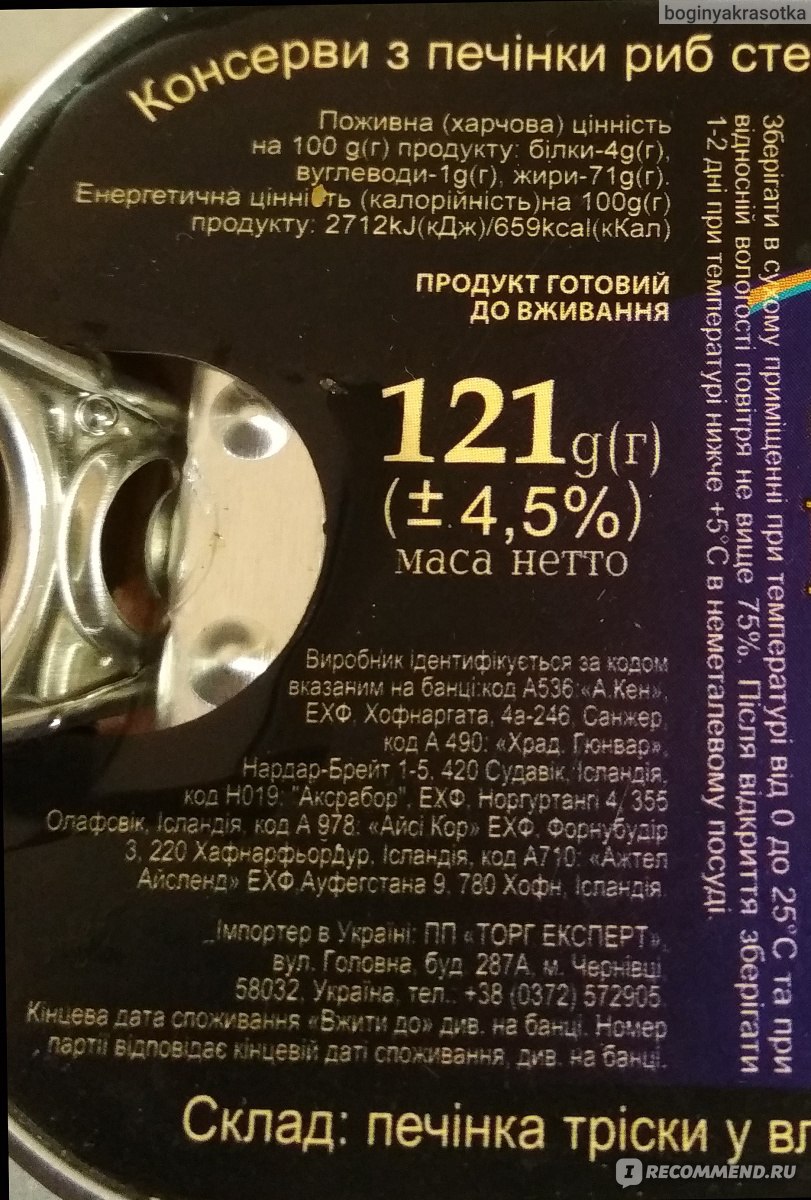 boginyakrasotka
Консерви з печінки риб сте
Поживна (харчова) цінність
на 100 g(г) продукту: білки-4g(г),
вуглеводи-1g(г), жири-71g(г).
Енергетична цінність (калорійність)на 100g(г)
продукту: 2712kJ(кДж)/659kcal(кКал)
ПРОДУКТ ГОТОВИЙ
ДО ВЖИВАННЯ
121g(г)
(± 4,5%)
маса нетто
Виробник ідентифікується за кодом
вказаним на банці:код А536:«А.Кен»,
ЕХФ, Хофнаргата, 4а-246, Санжер,
код А 490: «Храд. Гюнвар»,
Нардар-Брейт 1-5, 420 Судавік, Ісландія,
код Н019: "Аксрабор", ЕХФ, Норгуртанп 4, 355
Олафсвік, Ісландія, код А 978: «Айсі Кор» ЕХФ, Форнубудір
3, 220 Хафнарфьордур, Ісландія, код А710: «Ажтел
Айсленд» ЕХФ,Ауфегстана 9, 780 Хофн, Ісландія.
Імпортер в Україні: ПП «ТОРГ ЕКСПЕРТ»,
вул. Головна, буд. 287А, м. Чернівці,
58032, Україна, тел.: +38 (0372) 572905.
Кінцева дата споживання «Вжити до» див. на банці. Номер
партії відповідає кінцевій даті споживання, див. на банці.
Зберігати в сухому приміщенні при температурі від 0 до 25°С та при
відносній вологості повітря не вище 75%. Після відкриття зберігати
1-2 дні при температурі нижче +5°С в неметалевому посуді.
Склад: печінка тріски у вл
IRECOMMEND.RU